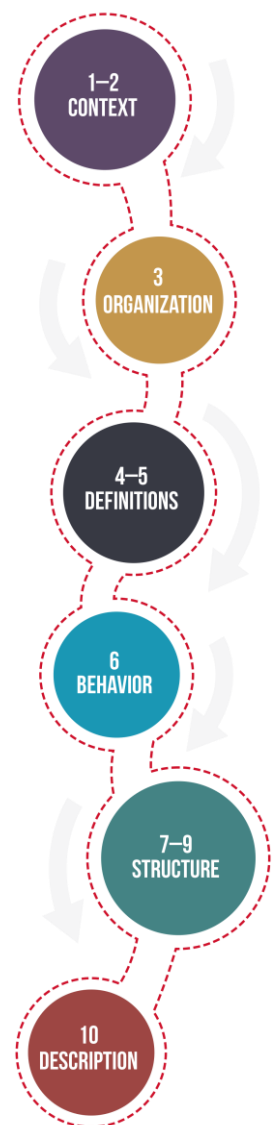 1–2
CONTEXT
3
ORGANIZATION
4–5
DEFINITIONS
6
BEHAVIOR
7–9
STRUCTURE
10
DESCRIPTION